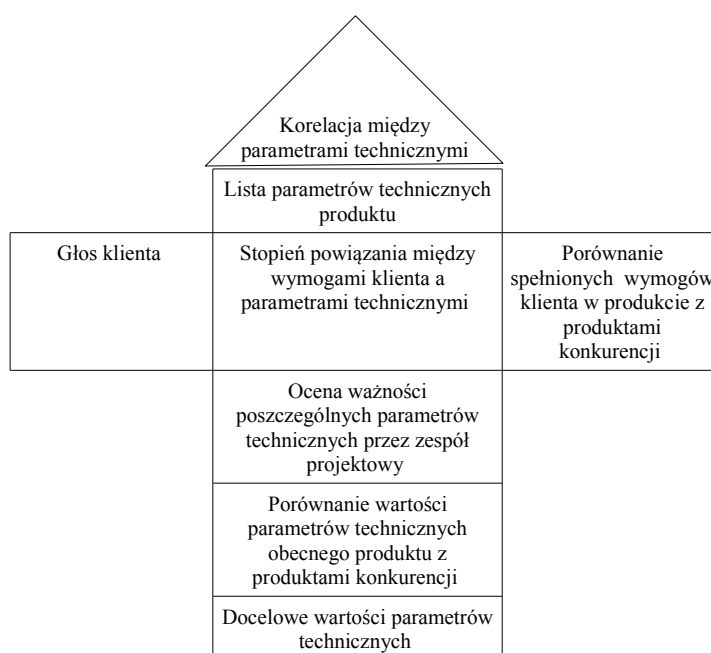 Korelacja między
parametrami technicznymi
Lista parametrów technicznych
produktu
Głos klienta
Stopień powiązania między
wymogami klienta a
parametrami technicznymi
Porównanie
spełnionych wymogów
klienta w produkcie z
produktami
konkurencji
Ocena ważności
poszczególnych parametrów
technicznych przez zespół
projektowy
Porównanie wartości
parametrów technicznych
obecnego produktu z
produktami konkurencji
Docelowe wartości parametrów
technicznych